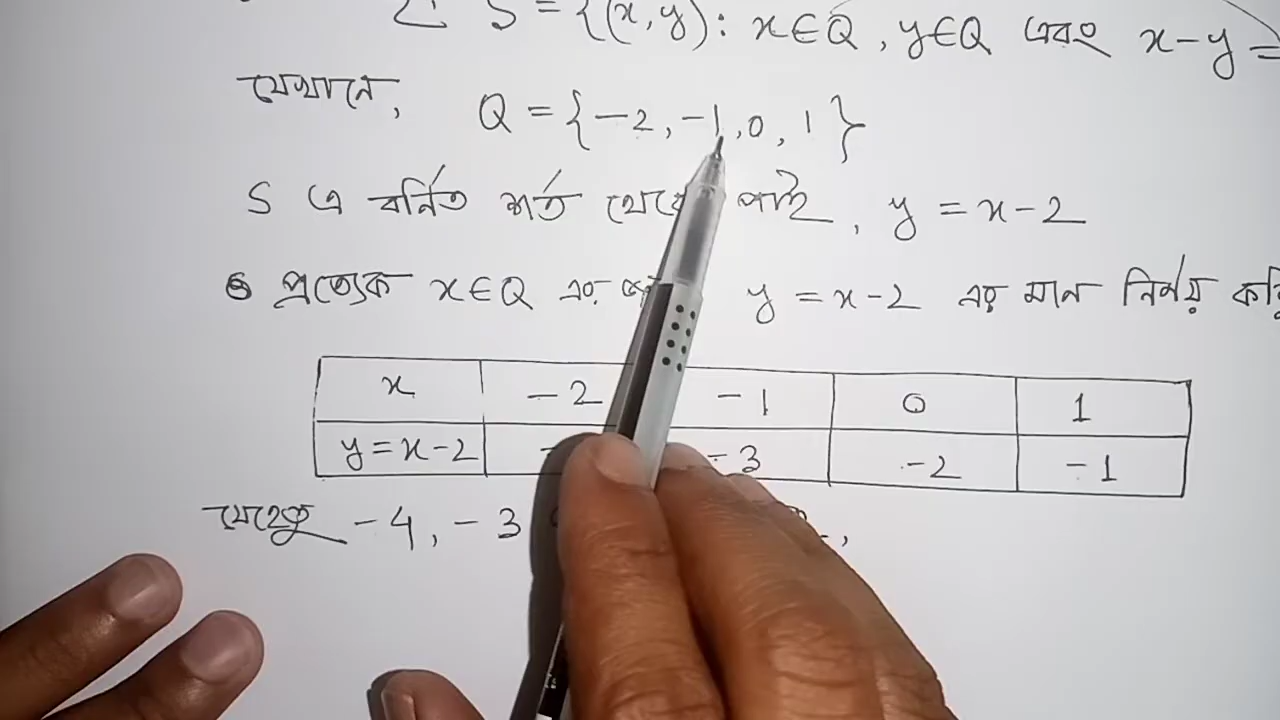 ∴ S = {(x, y): x∈Q, y∈Q এবং x-y =
যেখানে, Q = {-2, -1, 0, 1}
S এ বর্নিত শর্ত পাই, y = x-2
প্রত্যেক x∈Q এর y = x-2 এর মান নির্ণয়
x -2 -1 0 1
y = x-2 -3 -2 -1
যেহেতু -4, -3